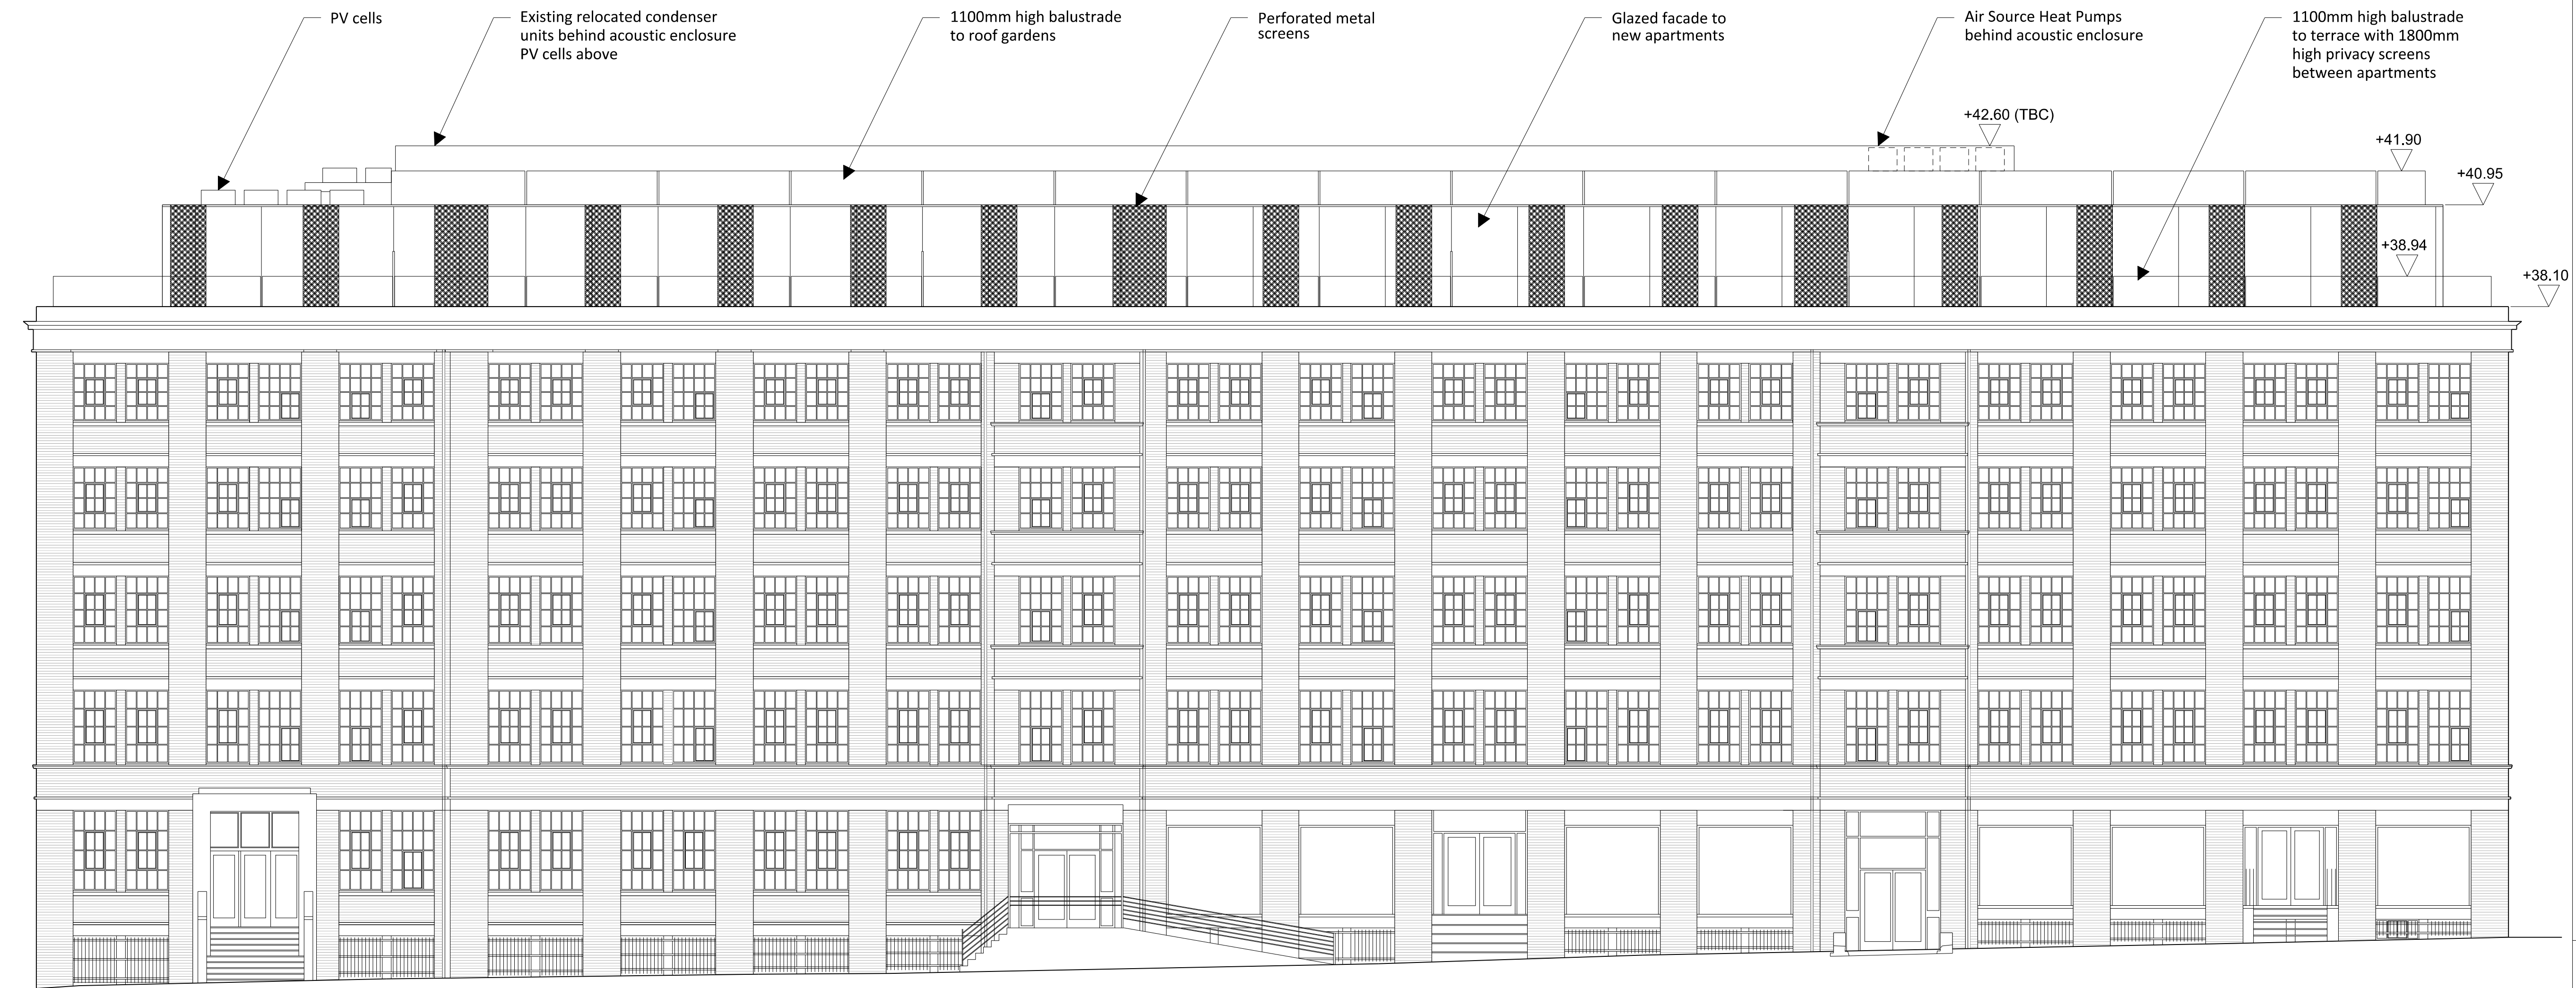 PV cells
Existing relocated condenser
units behind acoustic enclosure
PV cells above
1100mm high balustrade
to roof gardens
Perforated metal
screens
Glazed facade to
new apartments
Air Source Heat Pumps
behind acoustic enclosure
1100mm high balustrade
to terrace with 1800mm
high privacy screens
between apartments
+42.60 (TBC)
+41.90
+40.95
+38.94
+38.10